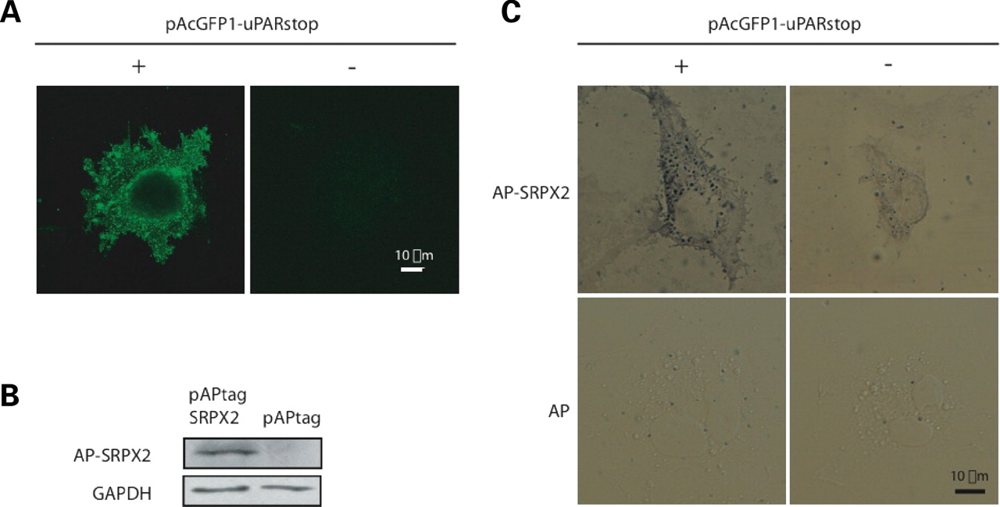 A
pAcGFP1-uPARstop
+ -
10 m
B
pAPtag
SRPX2 pAPtag
AP-SRPX2
GAPDH
C
pAcGFP1-uPARstop
+ -
AP-SRPX2
AP
10 m